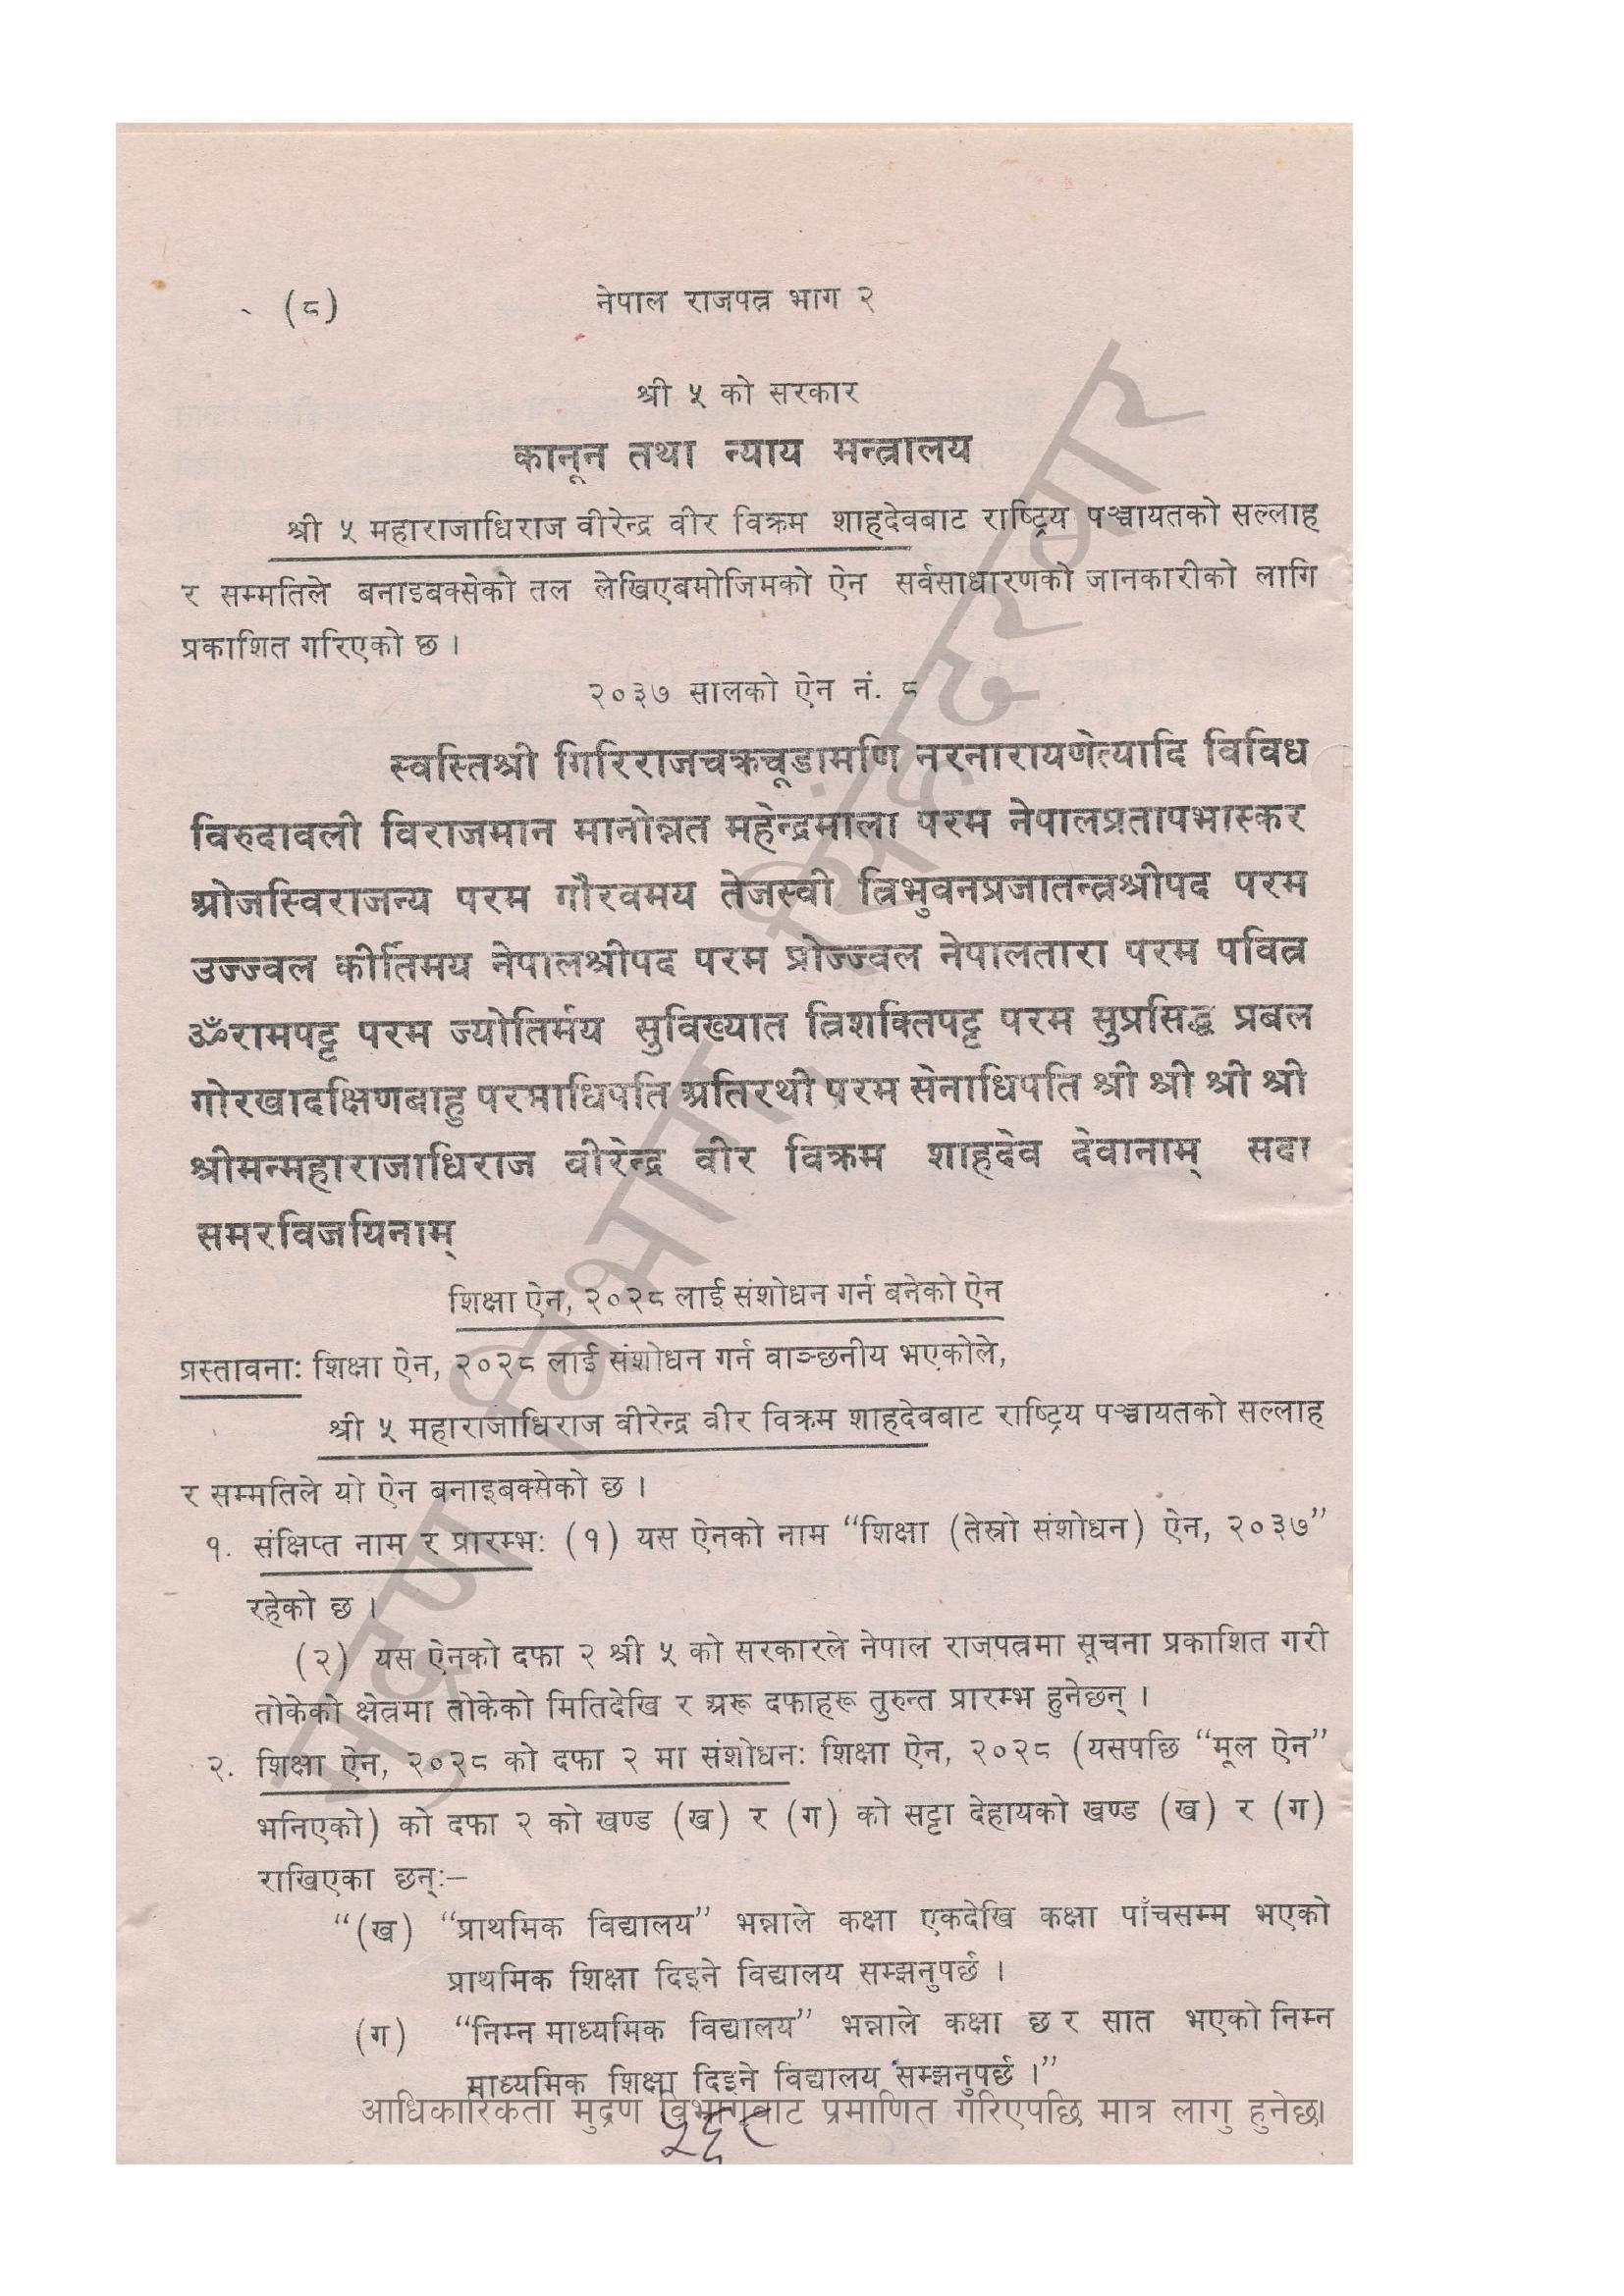 (८)
नेपाल राजपत्र भाग २
श्री ५ को सरकार
कानून तथा न्याय मन्त्रालय
श्री ५ महाराजाधिराज वीरेन्द्र वीर विक्रम शाहदेवबाट राष्ट्रिय पञ्चायतको सल्लाह
र सम्मतिले बनाइबक्सेको तल लेखिएबमोजिमको ऐन सर्वसाधारणको जानकारीको लागि
प्रकाशित गरिएको छ ।
२०३७ सालको ऐन नं. ८
स्वस्तिश्री गिरिराजचक्रचूडामणि नरनारायणेत्यादि विविध
विरुदावली विराजमान मानोन्नत महेन्द्रमाला परम नेपालप्रतापभास्कर
ओजस्विराजन्य परम गौरवमय तेजस्वी त्रिभुवनप्रजातन्त्रश्रीपद परम
उज्ज्वल कीर्तिमय नेपालश्रीपद परम प्रोज्ज्वल नेपालतारा परम पवित्र
ॐरामपट्ट परम ज्योतिर्मय सुविख्यात त्रिशक्तिपट्ट परम सुप्रसिद्ध प्रबल
गोरखादक्षिणबाहु परमाधिपति अतिरथी परम सेनाधिपति श्री श्री श्री श्री
श्रीमन्महाराजाधिराज वीरेन्द्र वीर विक्रम शाहदेव देवानाम् सदा
समरविजयिनाम्
शिक्षा ऐन, २०२८ लाई संशोधन गर्न बनेको ऐन
प्रस्तावना: शिक्षा ऐन, २०२८ लाई संशोधन गर्न वाञ्छनीय भएकोले,
श्री ५ महाराजाधिराज वीरेन्द्र वीर विक्रम शाहदेवबाट राष्ट्रिय पञ्चायतको सल्लाह
र सम्मतिले यो ऐन बनाइबक्सेको छ ।
१. संक्षिप्त नाम र प्रारम्भ: (१) यस ऐनको नाम “शिक्षा (तेस्रो संशोधन) ऐन, २०३७”
रहेको छ ।
(२) यस ऐनको दफा २ श्री ५ को सरकारले नेपाल राजपत्रमा सूचना प्रकाशित गरी
तोकेको क्षेत्रमा तोकेको मितिदेखि र अरू दफाहरू तुरुन्त प्रारम्भ हुनेछन् ।
२. शिक्षा ऐन, २०२८ को दफा २ मा संशोधन: शिक्षा ऐन, २०२८ (यसपछि “मूल ऐन”
भनिएको) को दफा २ को खण्ड (ख) र (ग) को सट्टा देहायको खण्ड (ख) र (ग)
राखिएका छन्:–
“(ख) “प्राथमिक विद्यालय” भन्नाले कक्षा एकदेखि कक्षा पाँचसम्म भएको
प्राथमिक शिक्षा दिइने विद्यालय सम्झनुपर्छ ।
(ग) “निम्न माध्यमिक विद्यालय” भन्नाले कक्षा छ र सात भएको निम्न
माध्यमिक शिक्षा दिइने विद्यालय सम्झनुपर्छ ।”
आधिकारिकता मुद्रण विभागबाट प्रमाणित गरिएपछि मात्र लागु हुनेछ।
मुद्रण विभाग, सिंहदरबार